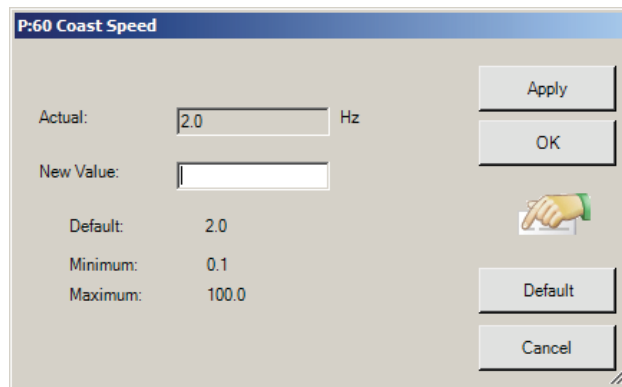 P:60 Coast Speed
Apply
Actual: 2.0 Hz
OK
New Value:
Default: 2.0
Minimum: 0.1
Maximum: 100.0
Default
Cancel